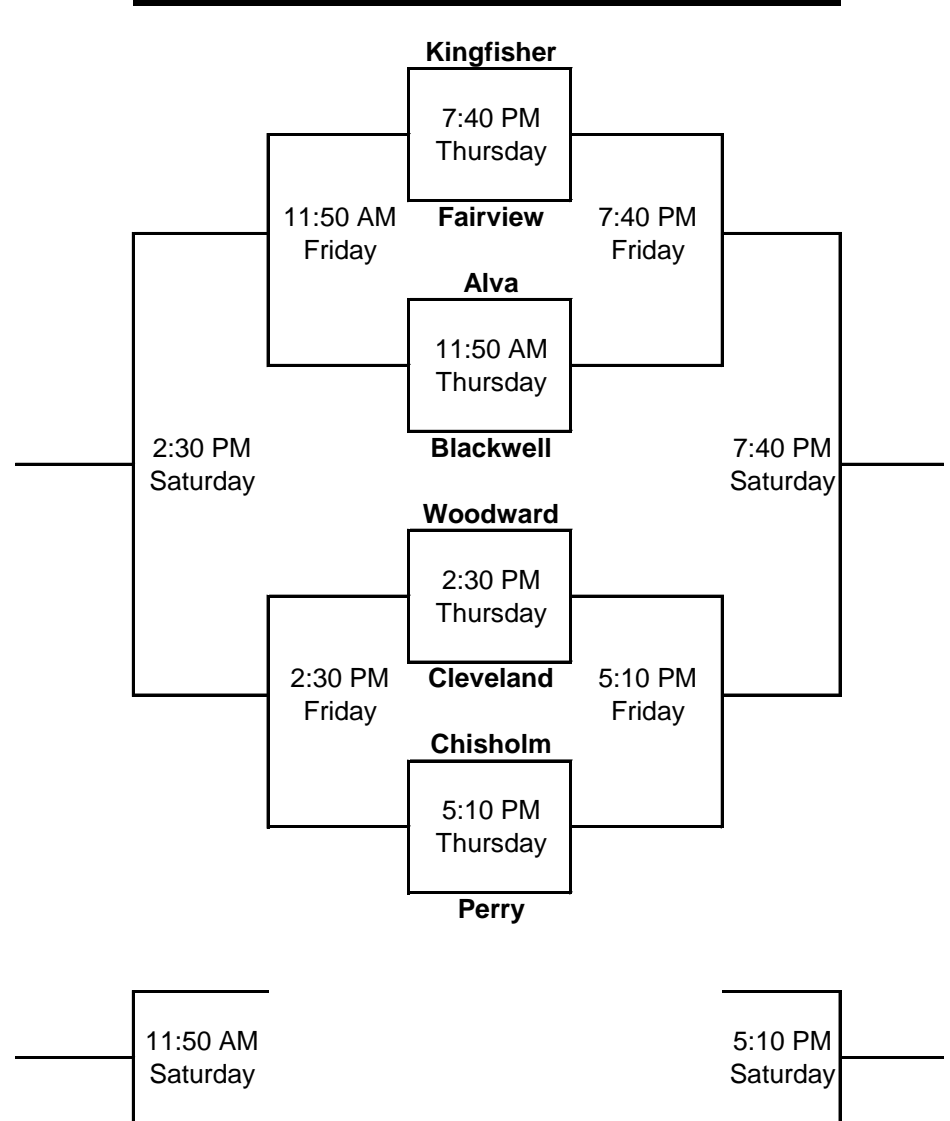 Kingfisher
7:40 PM
Thursday
11:50 AM
Friday
Fairview
7:40 PM
Friday
Alva
11:50 AM
Thursday
Blackwell
2:30 PM
Saturday
7:40 PM
Saturday
Woodward
2:30 PM
Thursday
2:30 PM
Friday
Cleveland
5:10 PM
Friday
Chisholm
5:10 PM
Thursday
Perry
11:50 AM
Saturday
5:10 PM
Saturday